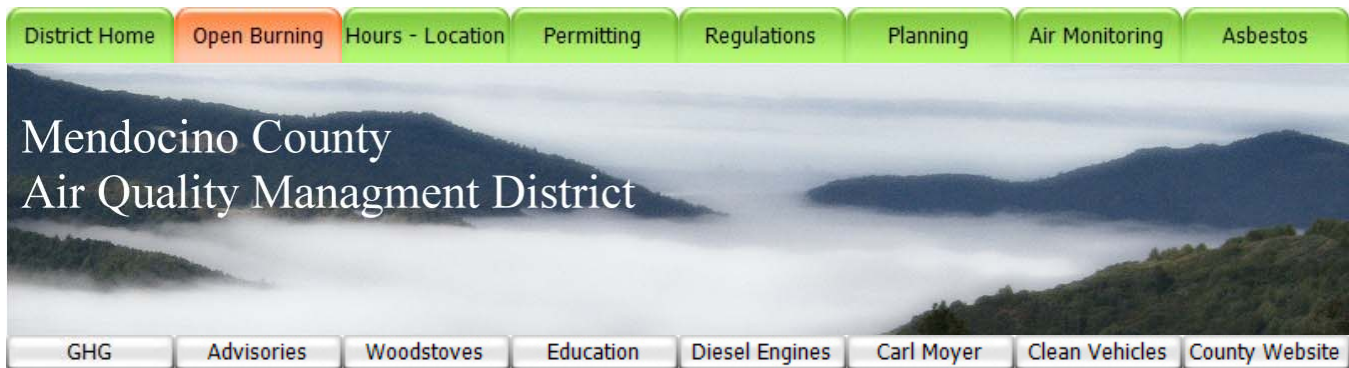 District Home Open Burning Hours - Location Permitting Regulations Planning Air Monitoring Asbestos
Mendocino County
Air Quality Managment District
GHG Advisories Woodstoves Education Diesel Engines Carl Moyer Clean Vehicles County Website